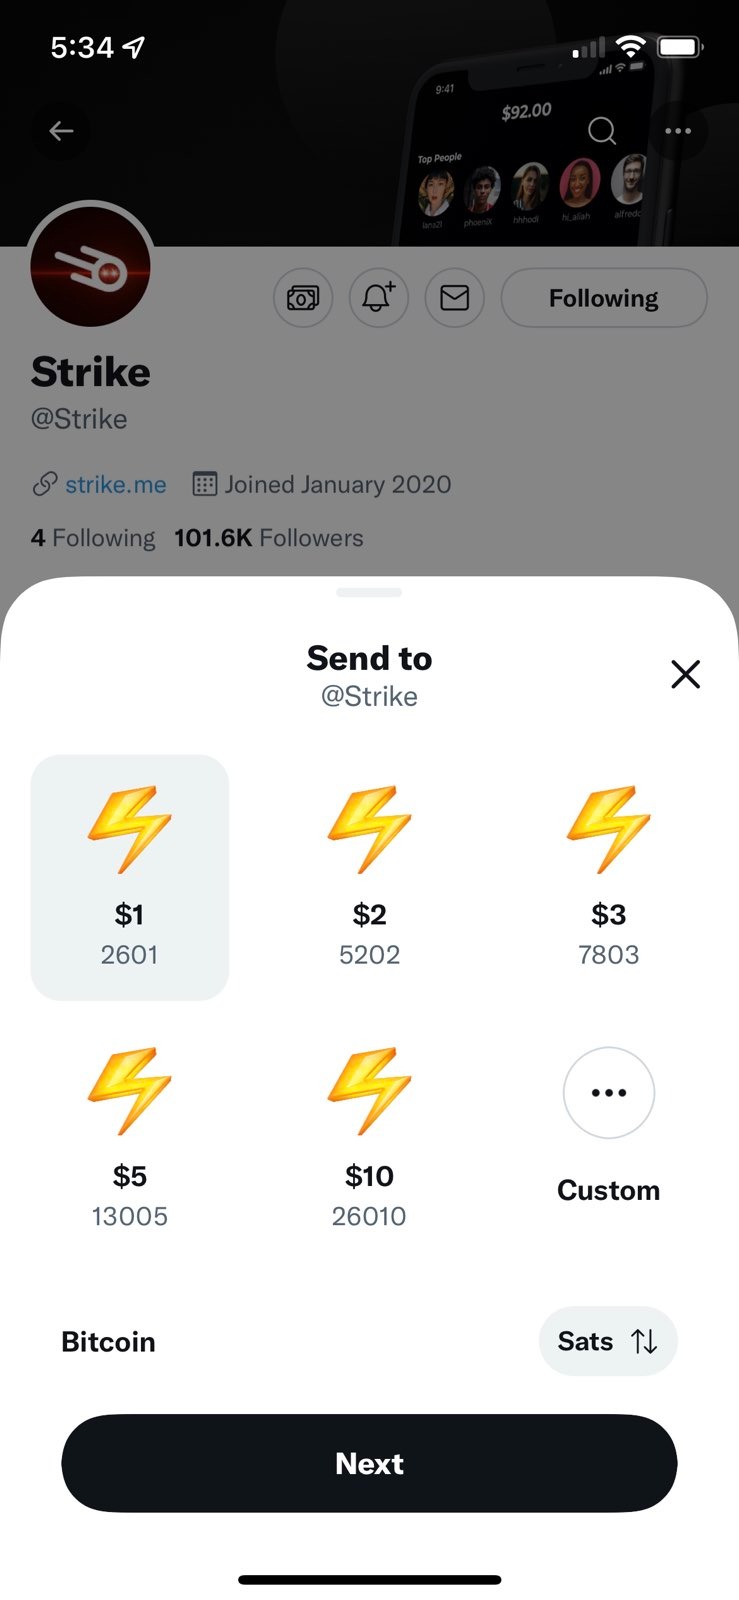 5:34
9:41
$92.00
Top People
lana21 phoenix hhhodl hi_aliah alfredo
Following
Strike
@Strike
strike.me Joined January 2020
4 Following 101.6K Followers
Send to
@Strike
$1 $2 $3
2601 5202 7803
$5 $10 Custom
13005 26010
Bitcoin Sats
Next